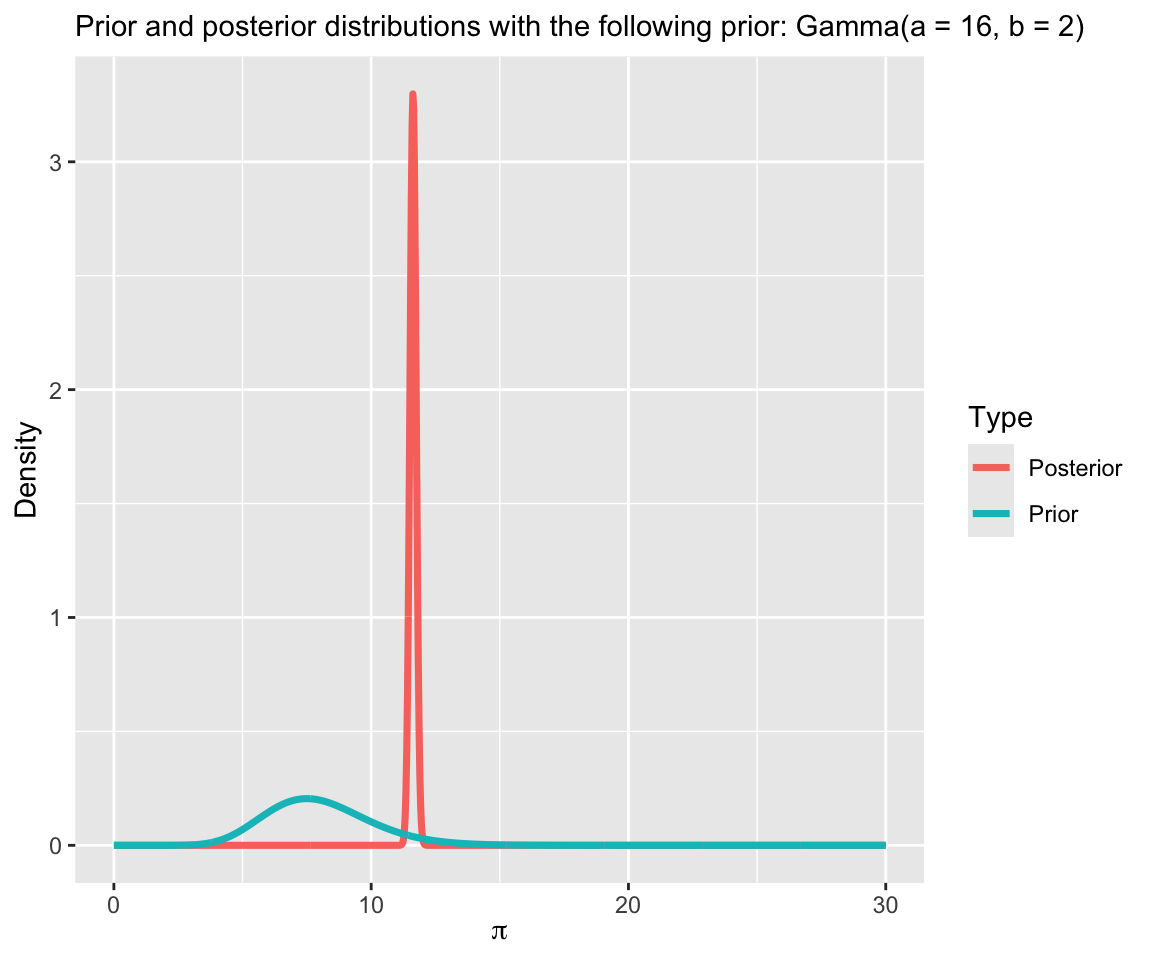 Prior and posterior distributions with the following prior: Gamma(a = 16, b = 2)
3
2
1
0
Density
0 10 20 30
π
Type
Posterior
Prior